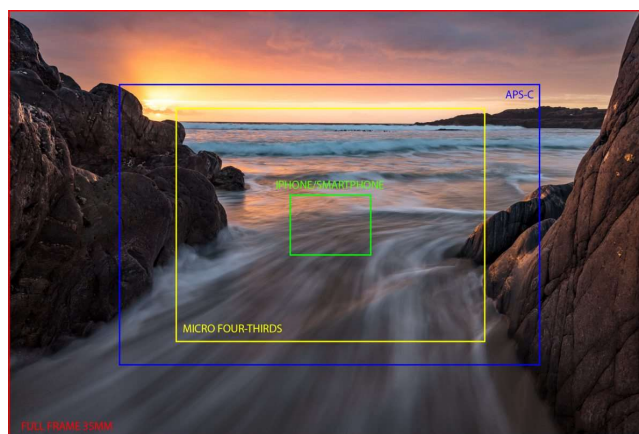 APS-C
IPHONE/SMARTPHONE
MICRO FOUR-THIRDS
FULL FRAME 35MM